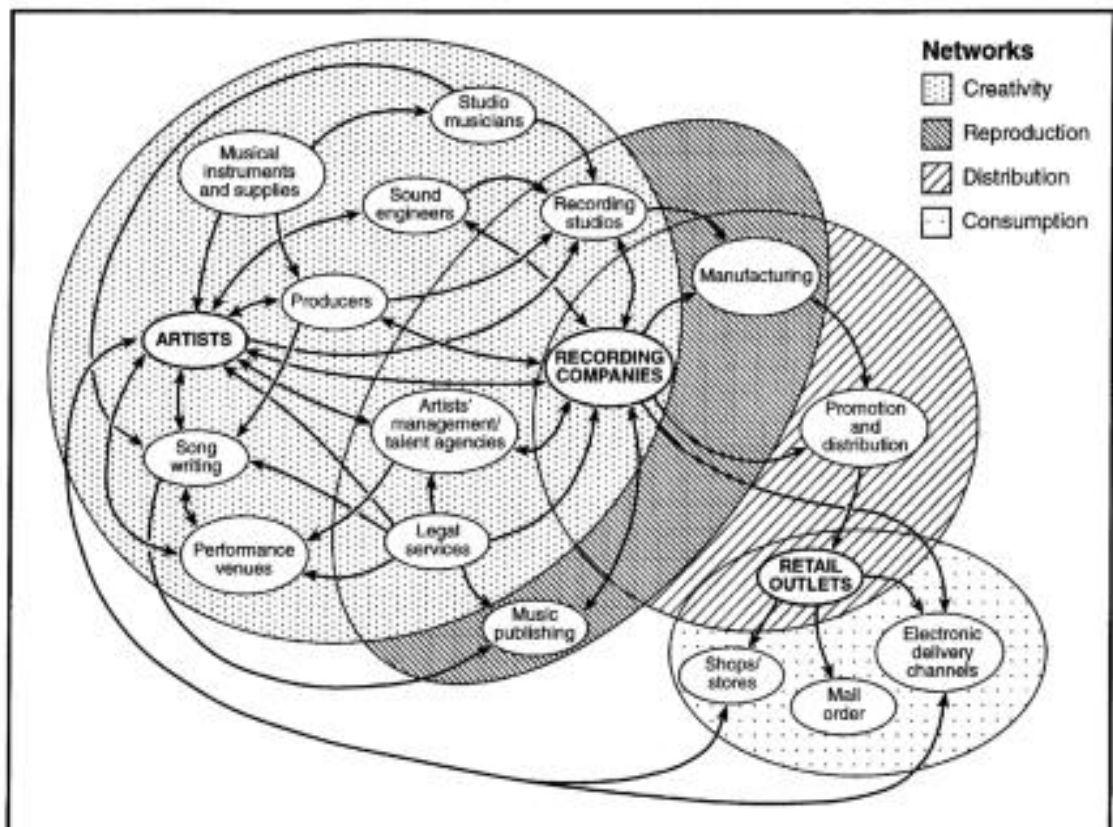 Networks
Creativity
Reproduction
Distribution
Consumption
Studio
musicians
Musical
instruments
and supplies
Sound
engineers
Recording
studios
Manufacturing
Producers
ARTISTS
RECORDING
COMPANIES
Artists'
management/
talent agencies
Promotion
and
distribution
Song
writing
Legal
services
Performance
venues
RETAIL
OUTLETS
Music
publishing
Electronic
delivery
channels
Shops/
stores
Mail
order